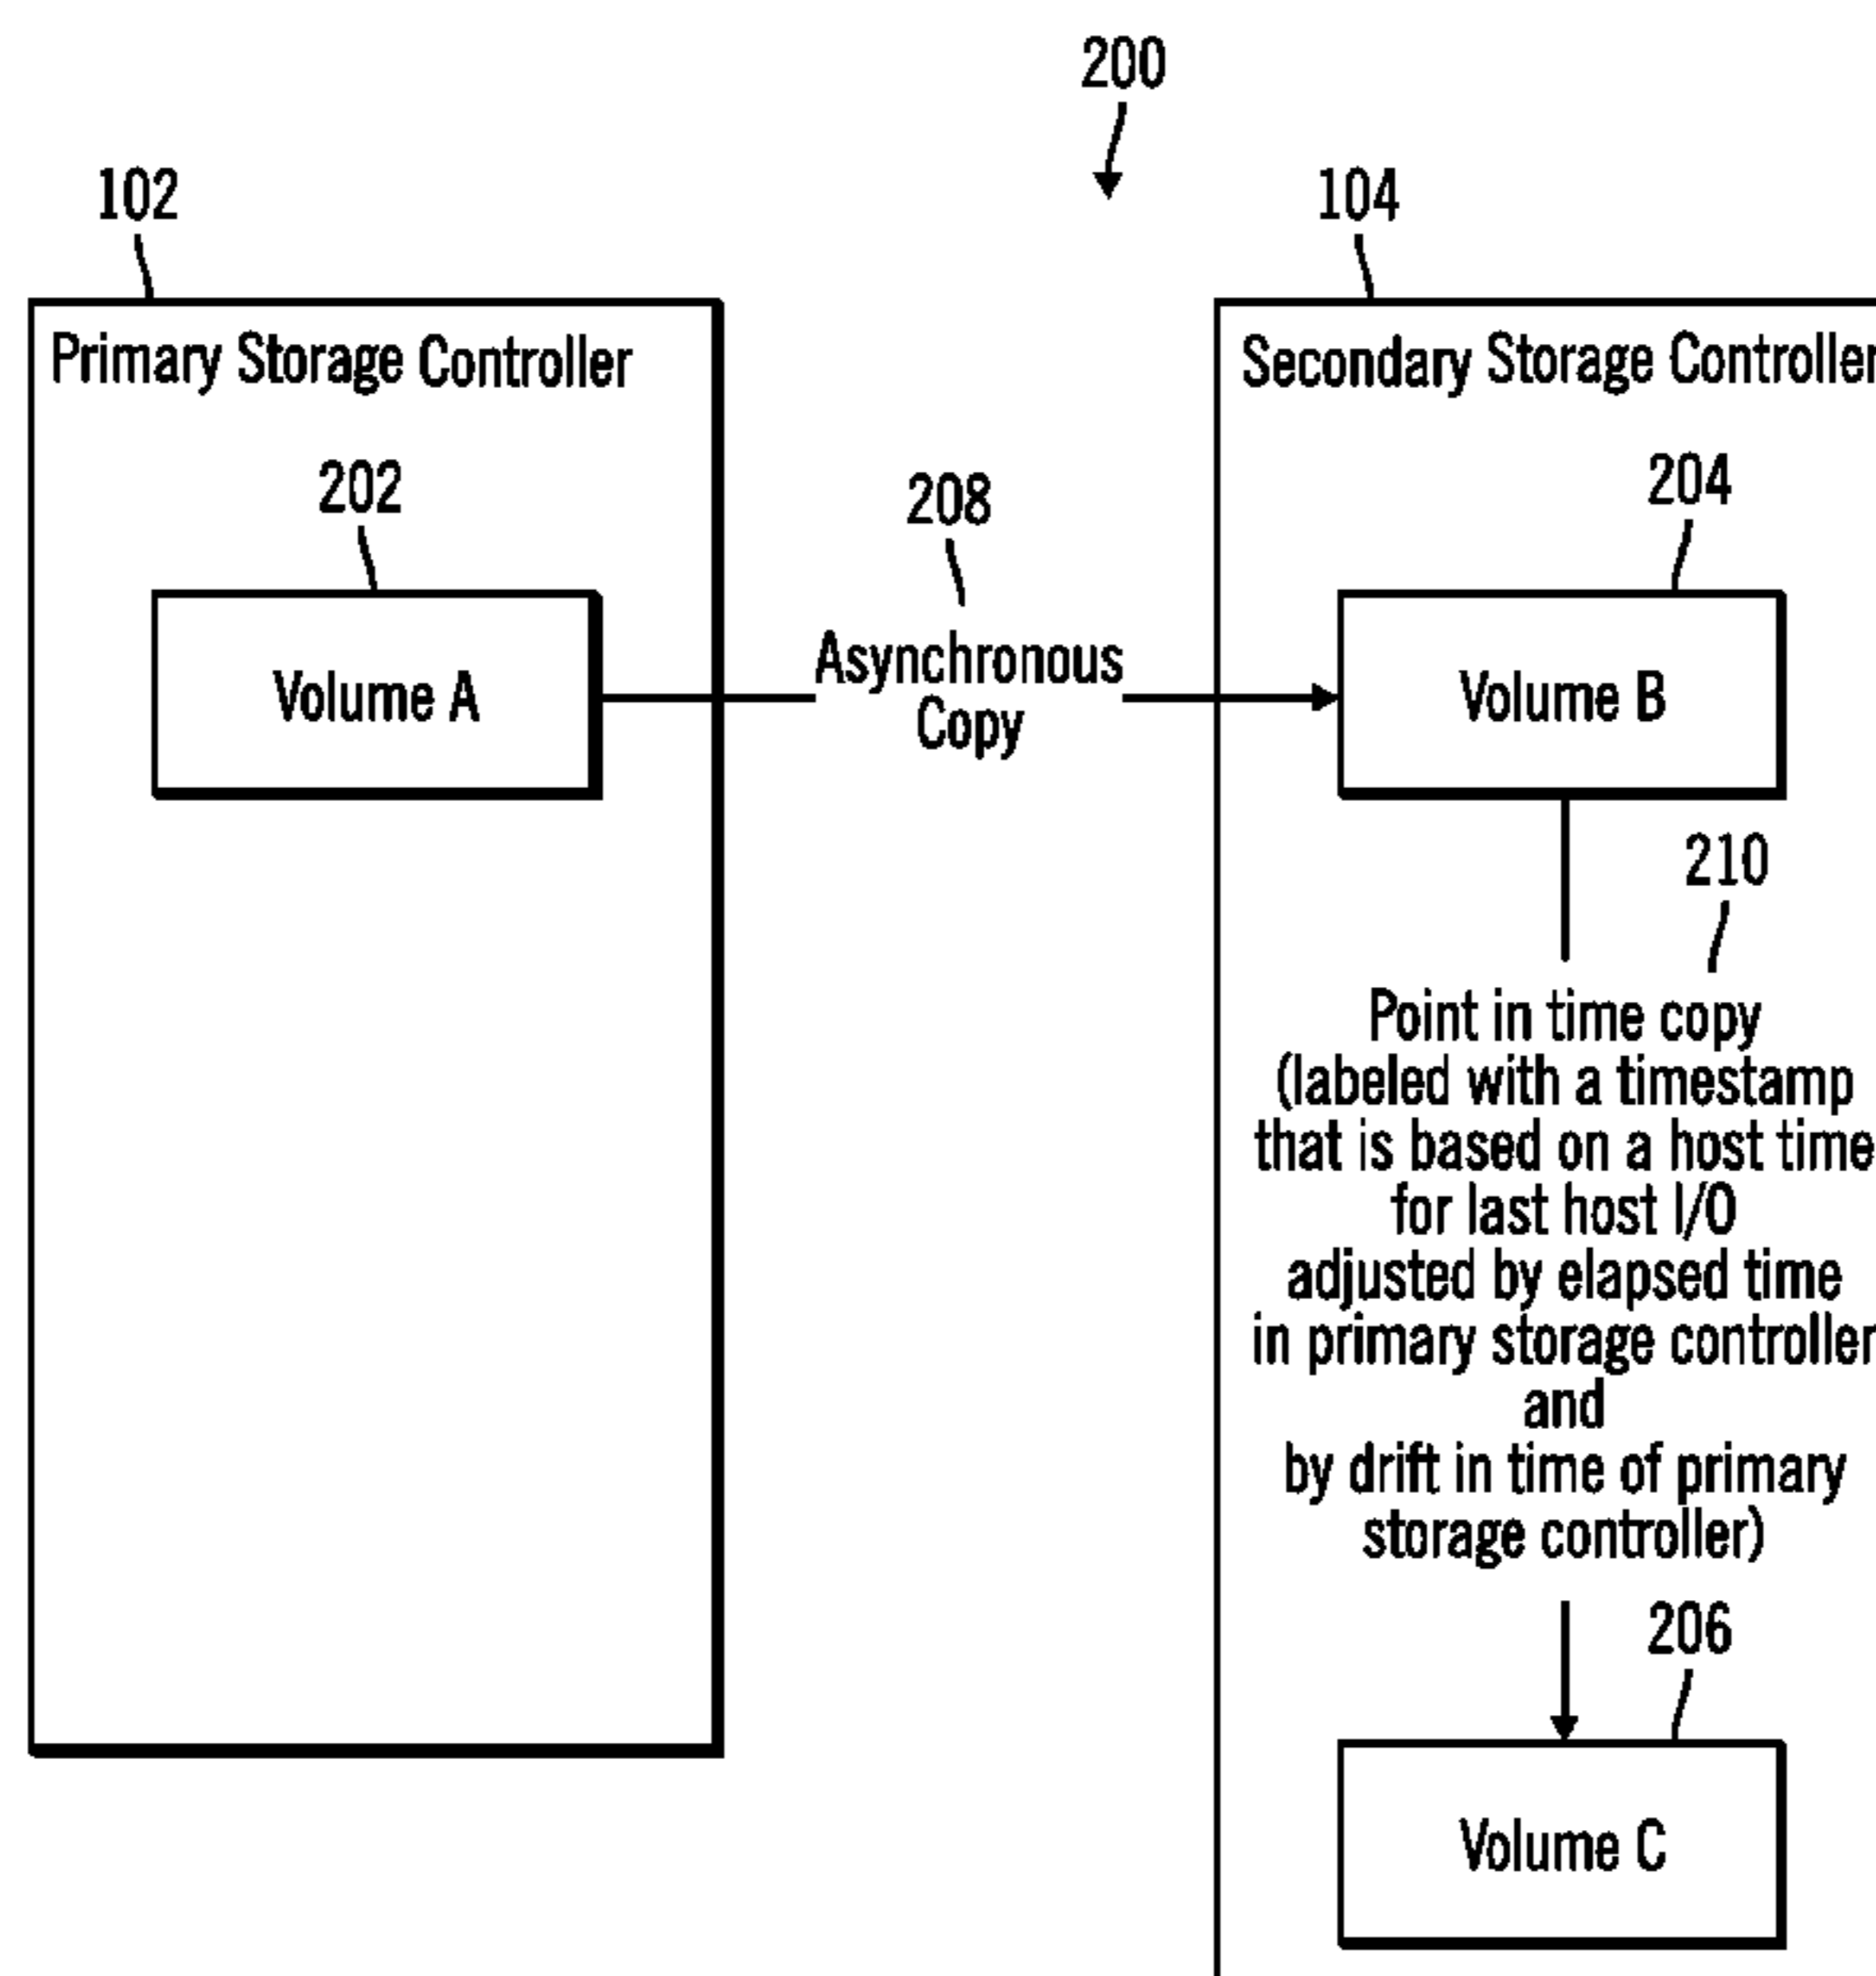 200
102
104
Primary Storage Controller
Secondary Storage Controller
202
208
204
Asynchronous
Copy
Volume A
Volume B
210
Point in time copy
(labeled with a timestamp
that is based on a host time
for last host I/O
adjusted by elapsed time
in primary storage controller
and
by drift in time of primary
storage controller)
206
Volume C